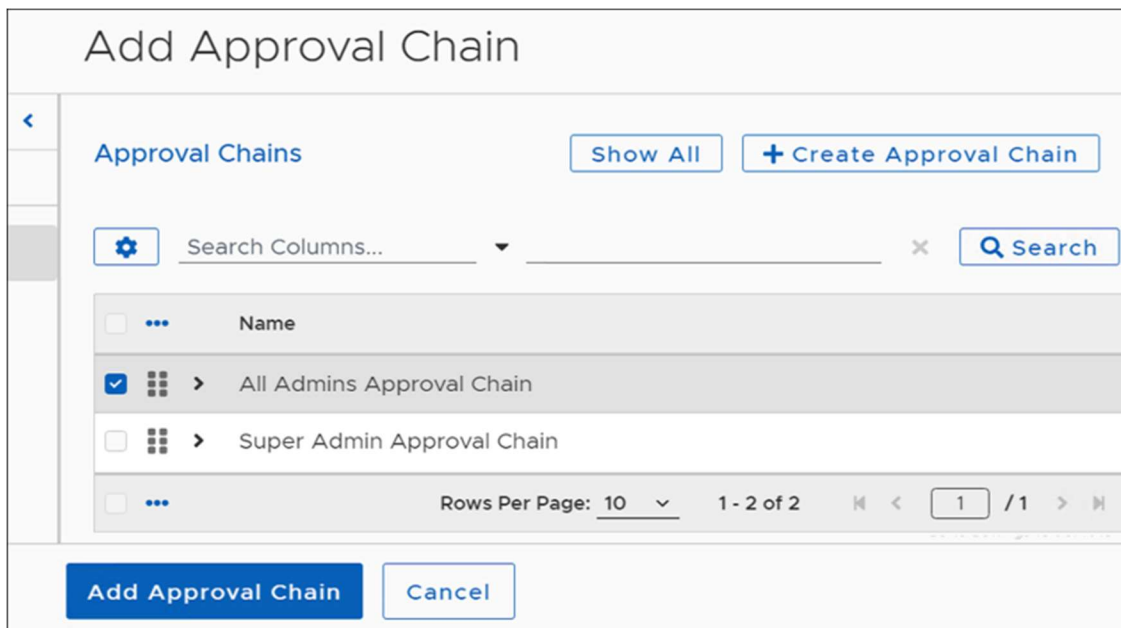 Add Approval Chain
Approval Chains Show All + Create Approval Chain
Search Columns... Search
Name
All Admins Approval Chain
Super Admin Approval Chain
Rows Per Page: 10 1 - 2 of 2 1 / 1
Add Approval Chain Cancel